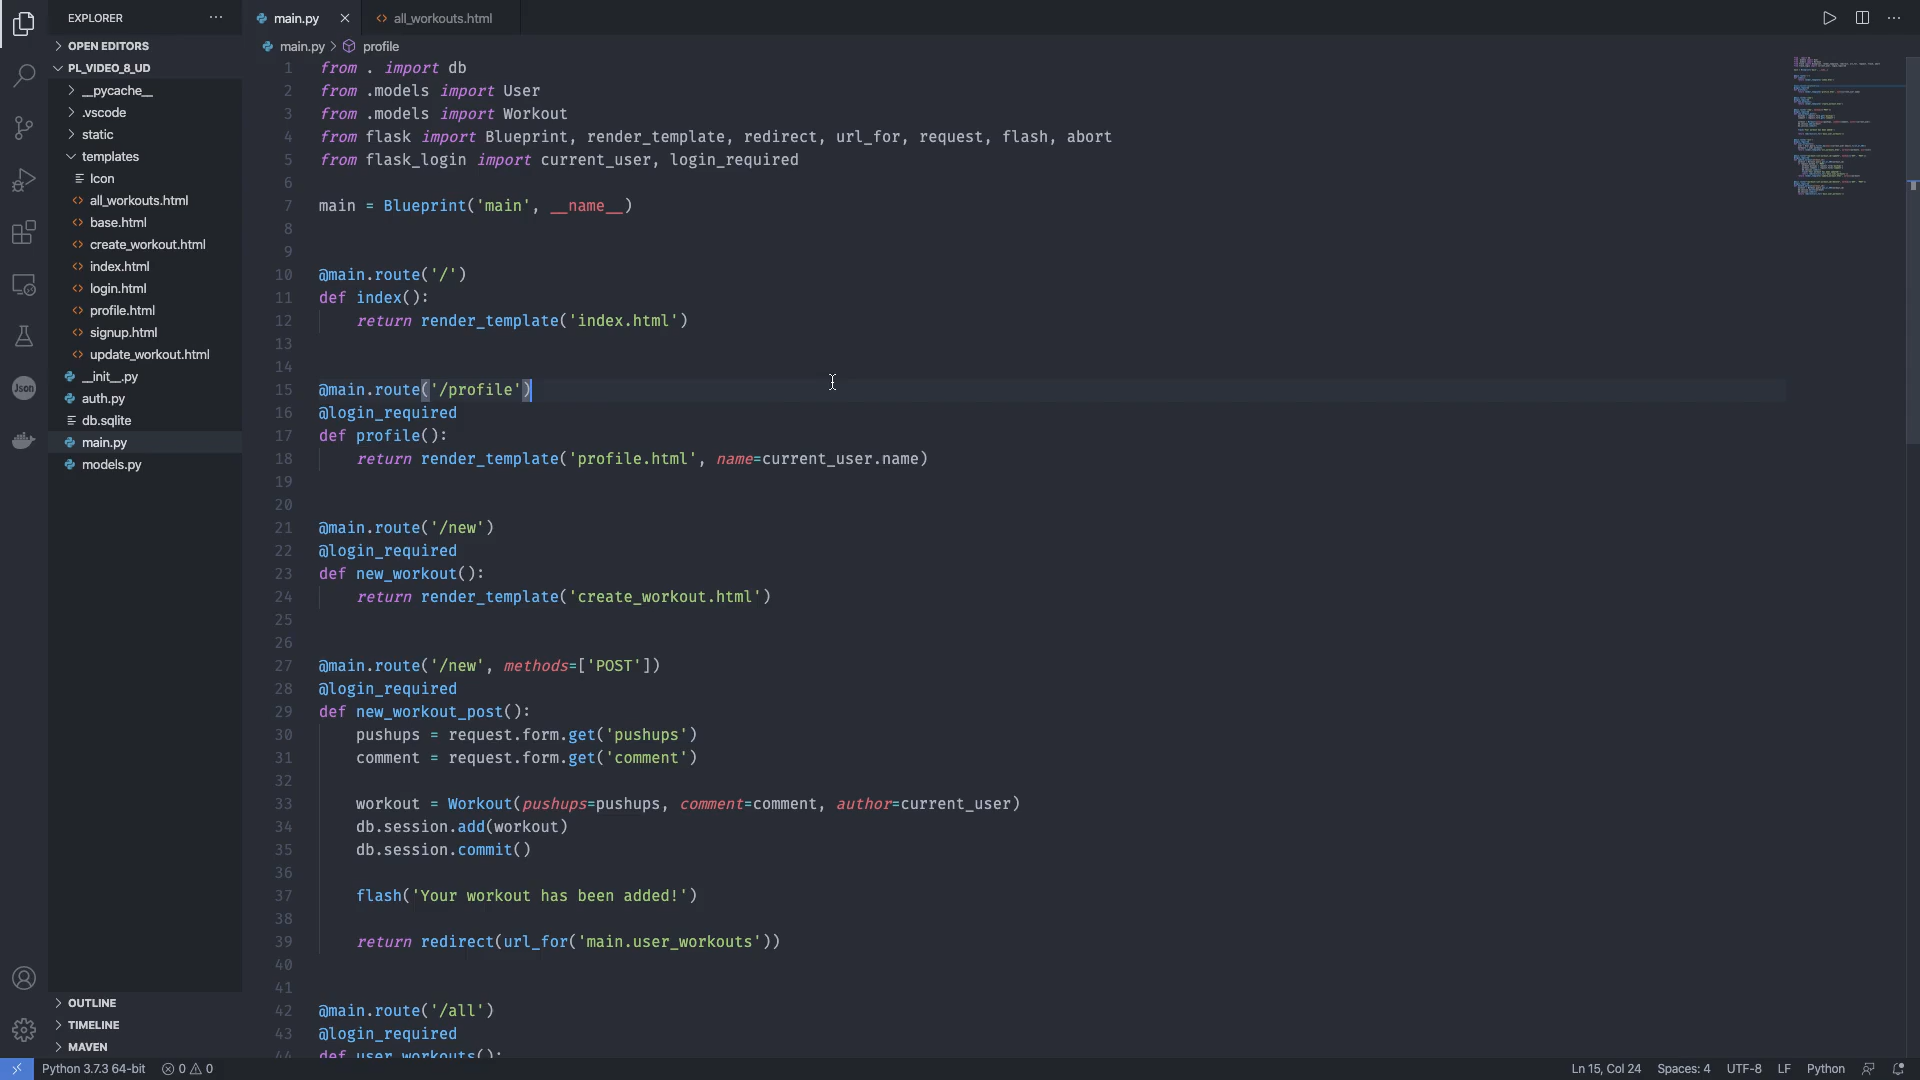 EXPLORER
main.py
all_workouts.html
OPEN EDITORS
PL_VIDEO_8_UD
__pycache__
.vscode
static
templates
Icon
all_workouts.html
base.html
create_workout.html
index.html
login.html
profile.html
signup.html
update_workout.html
__init__.py
auth.py
db.sqlite
main.py
models.py
OUTLINE
TIMELINE
MAVEN
Json
main.py > profile
1 from . import db
2 from .models import User
3 from .models import Workout
4 from flask import Blueprint, render_template, redirect, url_for, request, flash, abort
5 from flask_login import current_user, login_required
6
7 main = Blueprint('main', __name__)
8
9
10 @main.route('/')
11 def index():
12 return render_template('index.html')
13
14
15 @main.route('/profile')
16 @login_required
17 def profile():
18 return render_template('profile.html', name=current_user.name)
19
20
21 @main.route('/new')
22 @login_required
23 def new_workout():
24 return render_template('create_workout.html')
25
26
27 @main.route('/new', methods=['POST'])
28 @login_required
29 def new_workout_post():
30 pushups = request.form.get('pushups')
31 comment = request.form.get('comment')
32
33 workout = Workout(pushups=pushups, comment=comment, author=current_user)
34 db.session.add(workout)
35 db.session.commit()
36
37 flash('Your workout has been added!')
38
39 return redirect(url_for('main.user_workouts'))
40
41
42 @main.route('/all')
43 @login_required
44 def user_workouts():
Python 3.7.3 64-bit 0 0
Ln 15, Col 24 Spaces: 4 UTF-8 LF Python